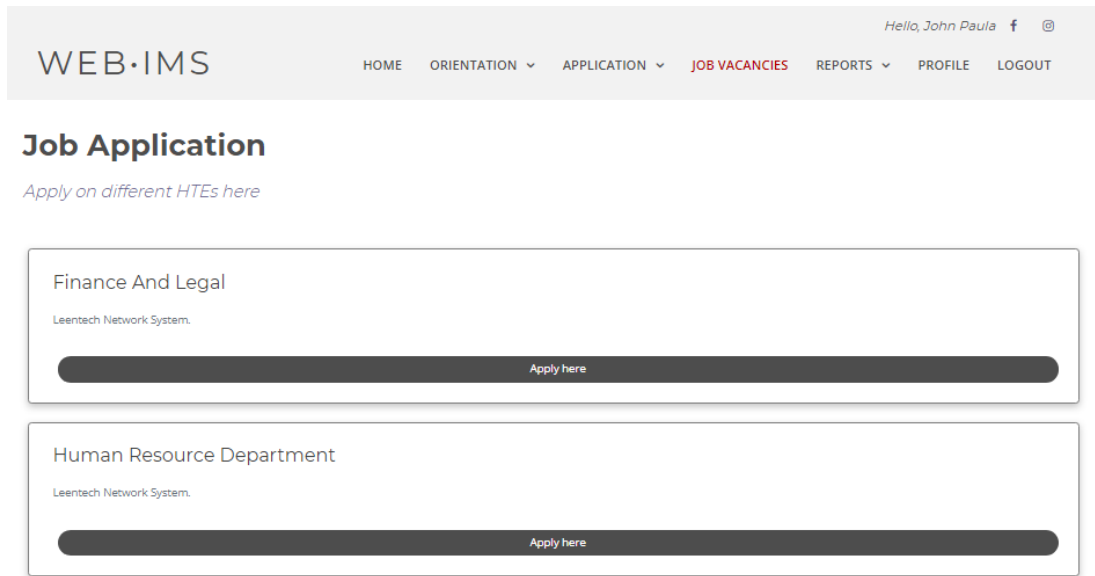 Hello, John Paula
WEB·IMS
HOME ORIENTATION APPLICATION JOB VACANCIES REPORTS PROFILE LOGOUT
Job Application
Apply on different HTEs here
Finance And Legal
Leentech Network System.
Apply here
Human Resource Department
Leentech Network System.
Apply here